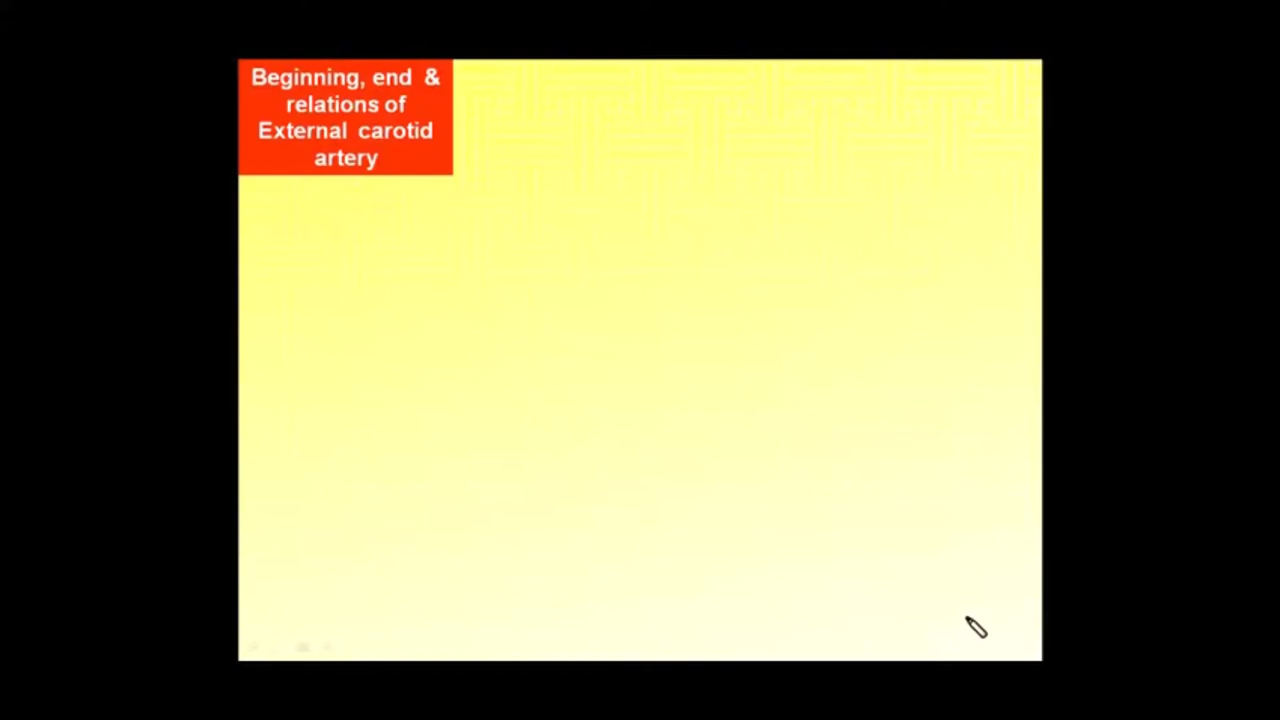 Beginning, end &
relations of
External carotid
artery